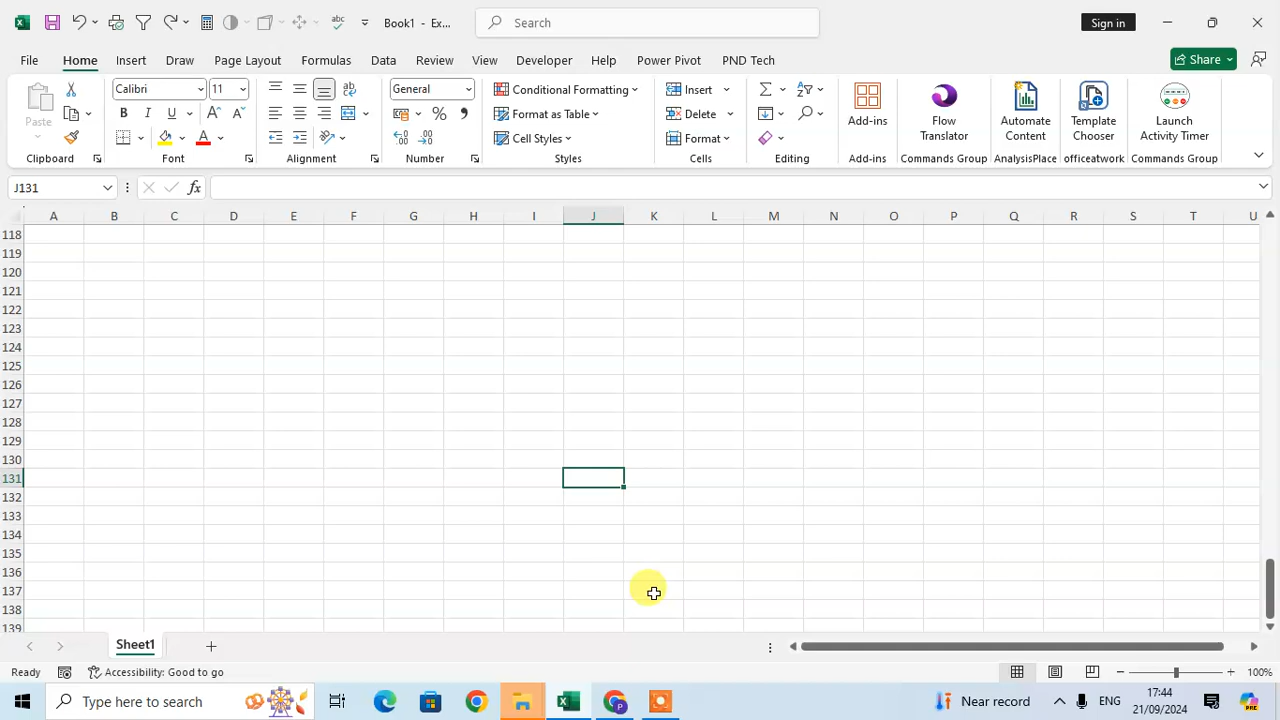 Book1 - Ex...
Search
Sign in
File Home Insert Draw Page Layout Formulas Data Review View Developer Help Power Pivot PND Tech
Share
Paste
Calibri 11
B I U A A
General
% 9
Conditional Formatting
Format as Table
Cell Styles
Insert
Delete
Format
Add-ins
Flow Translator
Automate Content
Template Chooser
Launch Activity Timer
Clipboard Font Alignment Number Styles Cells Editing Add-ins Commands Group AnalysisPlace officeatwork Commands Group
J131
fx
A B C D E F G H I J K L M N O P Q R S T U
118
119
120
121
122
123
124
125
126
127
128
129
130
131
132
133
134
135
136
137
138
139
Sheet1
Ready Accessibility: Good to go 100%
Type here to search
Near record
ENG
17:44
21/09/2024